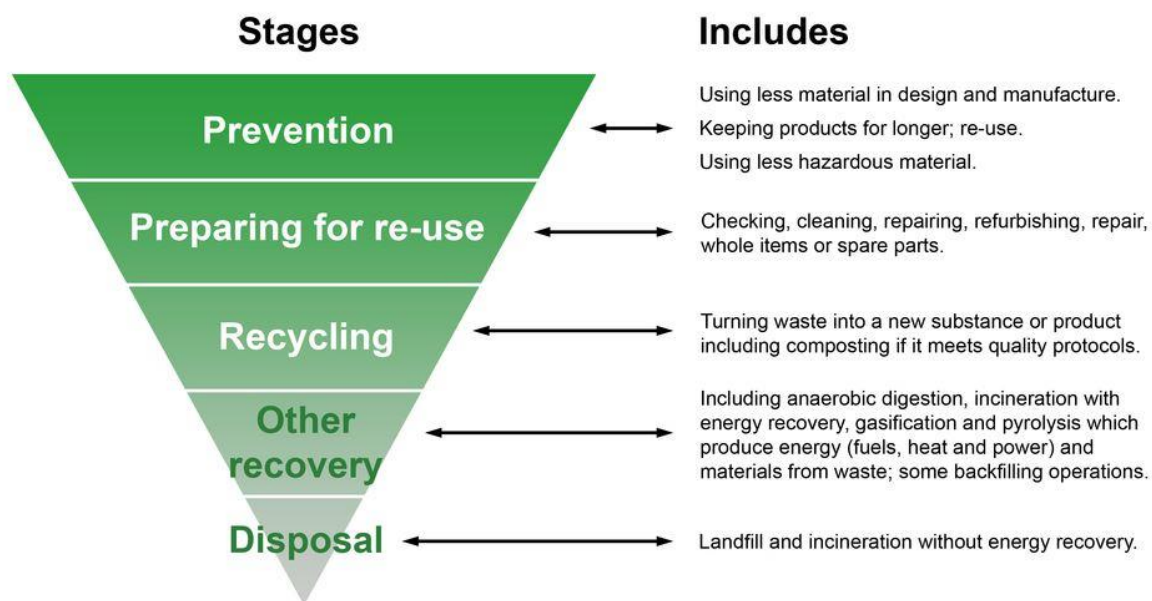 Stages
Includes
Prevention
Using less material in design and manufacture.
Keeping products for longer; re-use.
Using less hazardous material.
Preparing for re-use
Checking, cleaning, repairing, refurbishing, repair,
whole items or spare parts.
Recycling
Turning waste into a new substance or product
including composting if it meets quality protocols.
Other
recovery
Including anaerobic digestion, incineration with
energy recovery, gasification and pyrolysis which
produce energy (fuels, heat and power) and
materials from waste; some backfilling operations.
Disposal
Landfill and incineration without energy recovery.